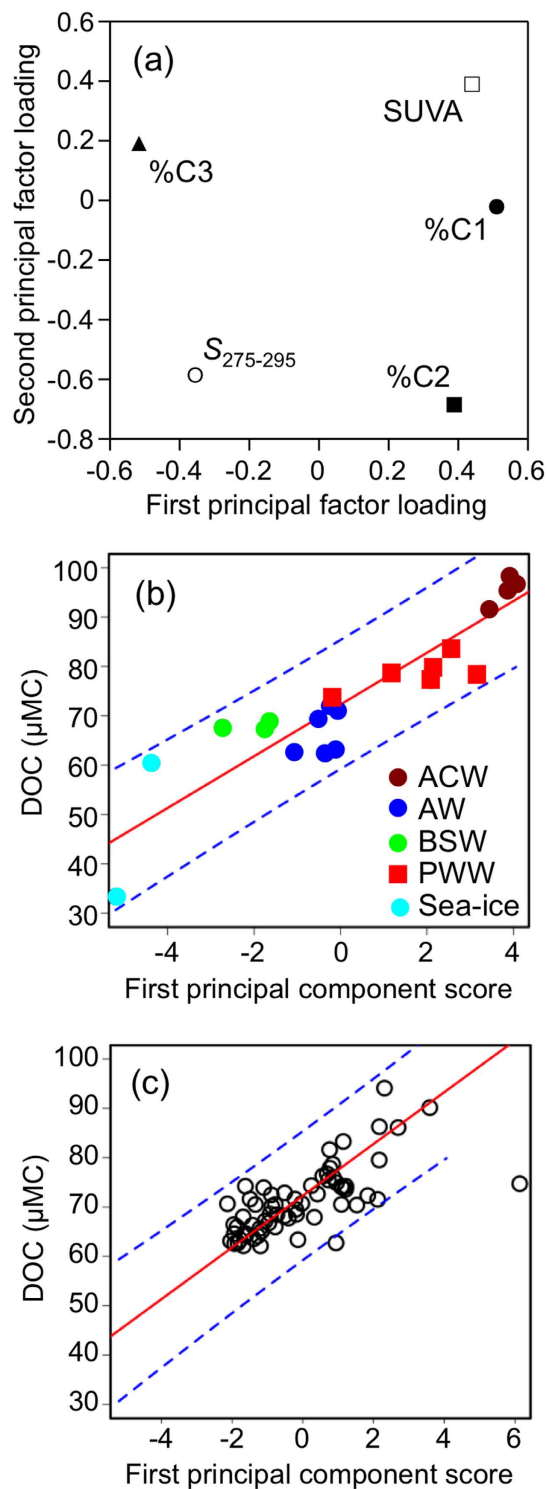 (a)
Second principal factor loading
0.6
0.4
0.2
0
-0.2
-0.4
-0.6
-0.8
SUVA
%C3
%C1
S275-295
%C2
-0.6 -0.4 -0.2 0 0.2 0.4 0.6
First principal factor loading
(b)
DOC (μMC)
100
90
80
70
60
50
40
30
ACW
AW
BSW
PWW
Sea-ice
-4 -2 0 2 4
First principal component score
(c)
DOC (μMC)
100
90
80
70
60
50
40
30
-4 -2 0 2 4 6
First principal component score